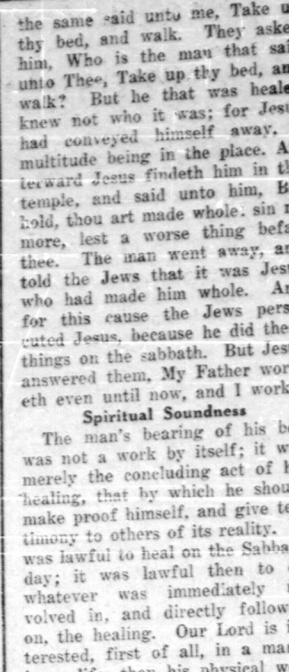 the same said unto me, Take u
thy bed, and walk. They aske
him, Who is the man that sai
unto Thee, Take up thy bed, an
walk? But he that was heale
knew not who it was; for Jesu
had conveyed himself away,
multitude being in the place. A
terward Jesus findeth him in th
temple, and said unto him, B
hold, thou art made whole. sin n
more, lest a worse thing befa
thee. The man went away, an
told the Jews that it was Jesu
who had made him whole. An
for this cause the Jews pers
cuted Jesus, because he did the
things on the sabbath. But Jesu
answered them, My Father wor
eth even until now, and I work
Spiritual Soundness
The man's bearing of his be
was not a work by itself; it w
merely the concluding act of h
healing, that by which he shou
make proof himself, and give te
timony to others of its reality.
was lawful to heal on the Sabba
day; it was lawful then to
whatever was immediately
volved in, and directly follow
on, the healing. Our Lord is i
terested, first of all, in a ma
than his physical w